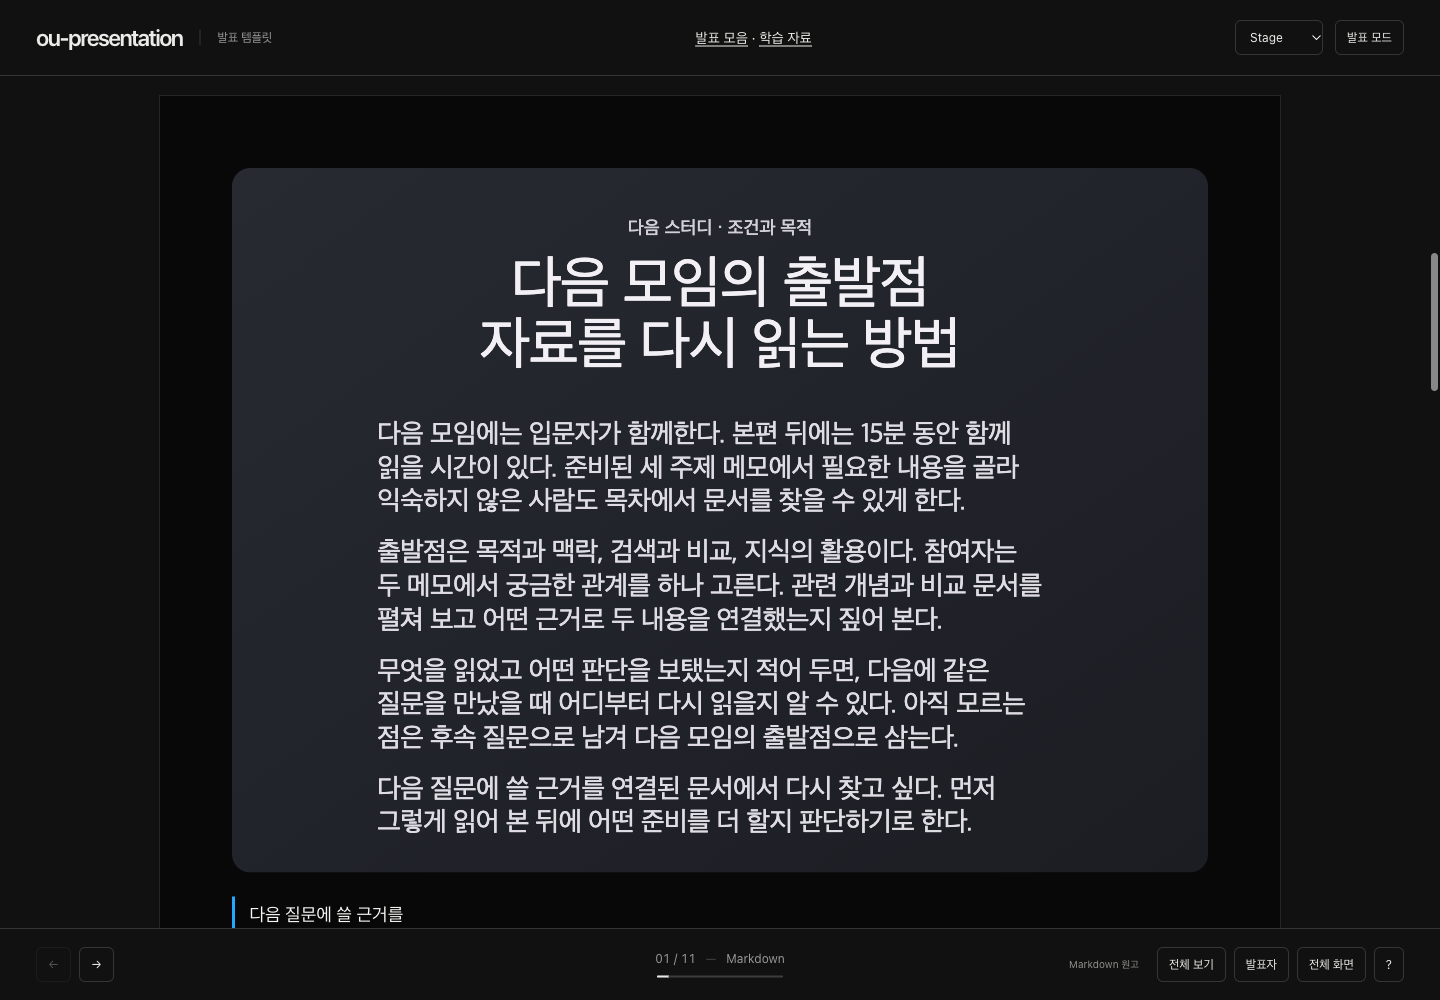 ou-presentation
발표 템플릿
발표 모음 · 학습 자료
Stage
발표 모드
다음 스터디 · 조건과 목적
다음 모임의 출발점
자료를 다시 읽는 방법
다음 모임에는 입문자가 함께한다. 본편 뒤에는 15분 동안 함께
읽을 시간이 있다. 준비된 세 주제 메모에서 필요한 내용을 골라
익숙하지 않은 사람도 목차에서 문서를 찾을 수 있게 한다.
출발점은 목적과 맥락, 검색과 비교, 지식의 활용이다. 참여자는
두 메모에서 궁금한 관계를 하나 고른다. 관련 개념과 비교 문서를
펼쳐 보고 어떤 근거로 두 내용을 연결했는지 짚어 본다.
무엇을 읽었고 어떤 판단을 보탰는지 적어 두면, 다음에 같은
질문을 만났을 때 어디부터 다시 읽을지 알 수 있다. 아직 모르는
점은 후속 질문으로 남겨 다음 모임의 출발점으로 삼는다.
다음 질문에 쓸 근거를 연결된 문서에서 다시 찾고 싶다. 먼저
그렇게 읽어 본 뒤에 어떤 준비를 더 할지 판단하기로 한다.
다음 질문에 쓸 근거를
← →
01 / 11 — Markdown
Markdown 원고
전체 보기
발표자
전체 화면
?